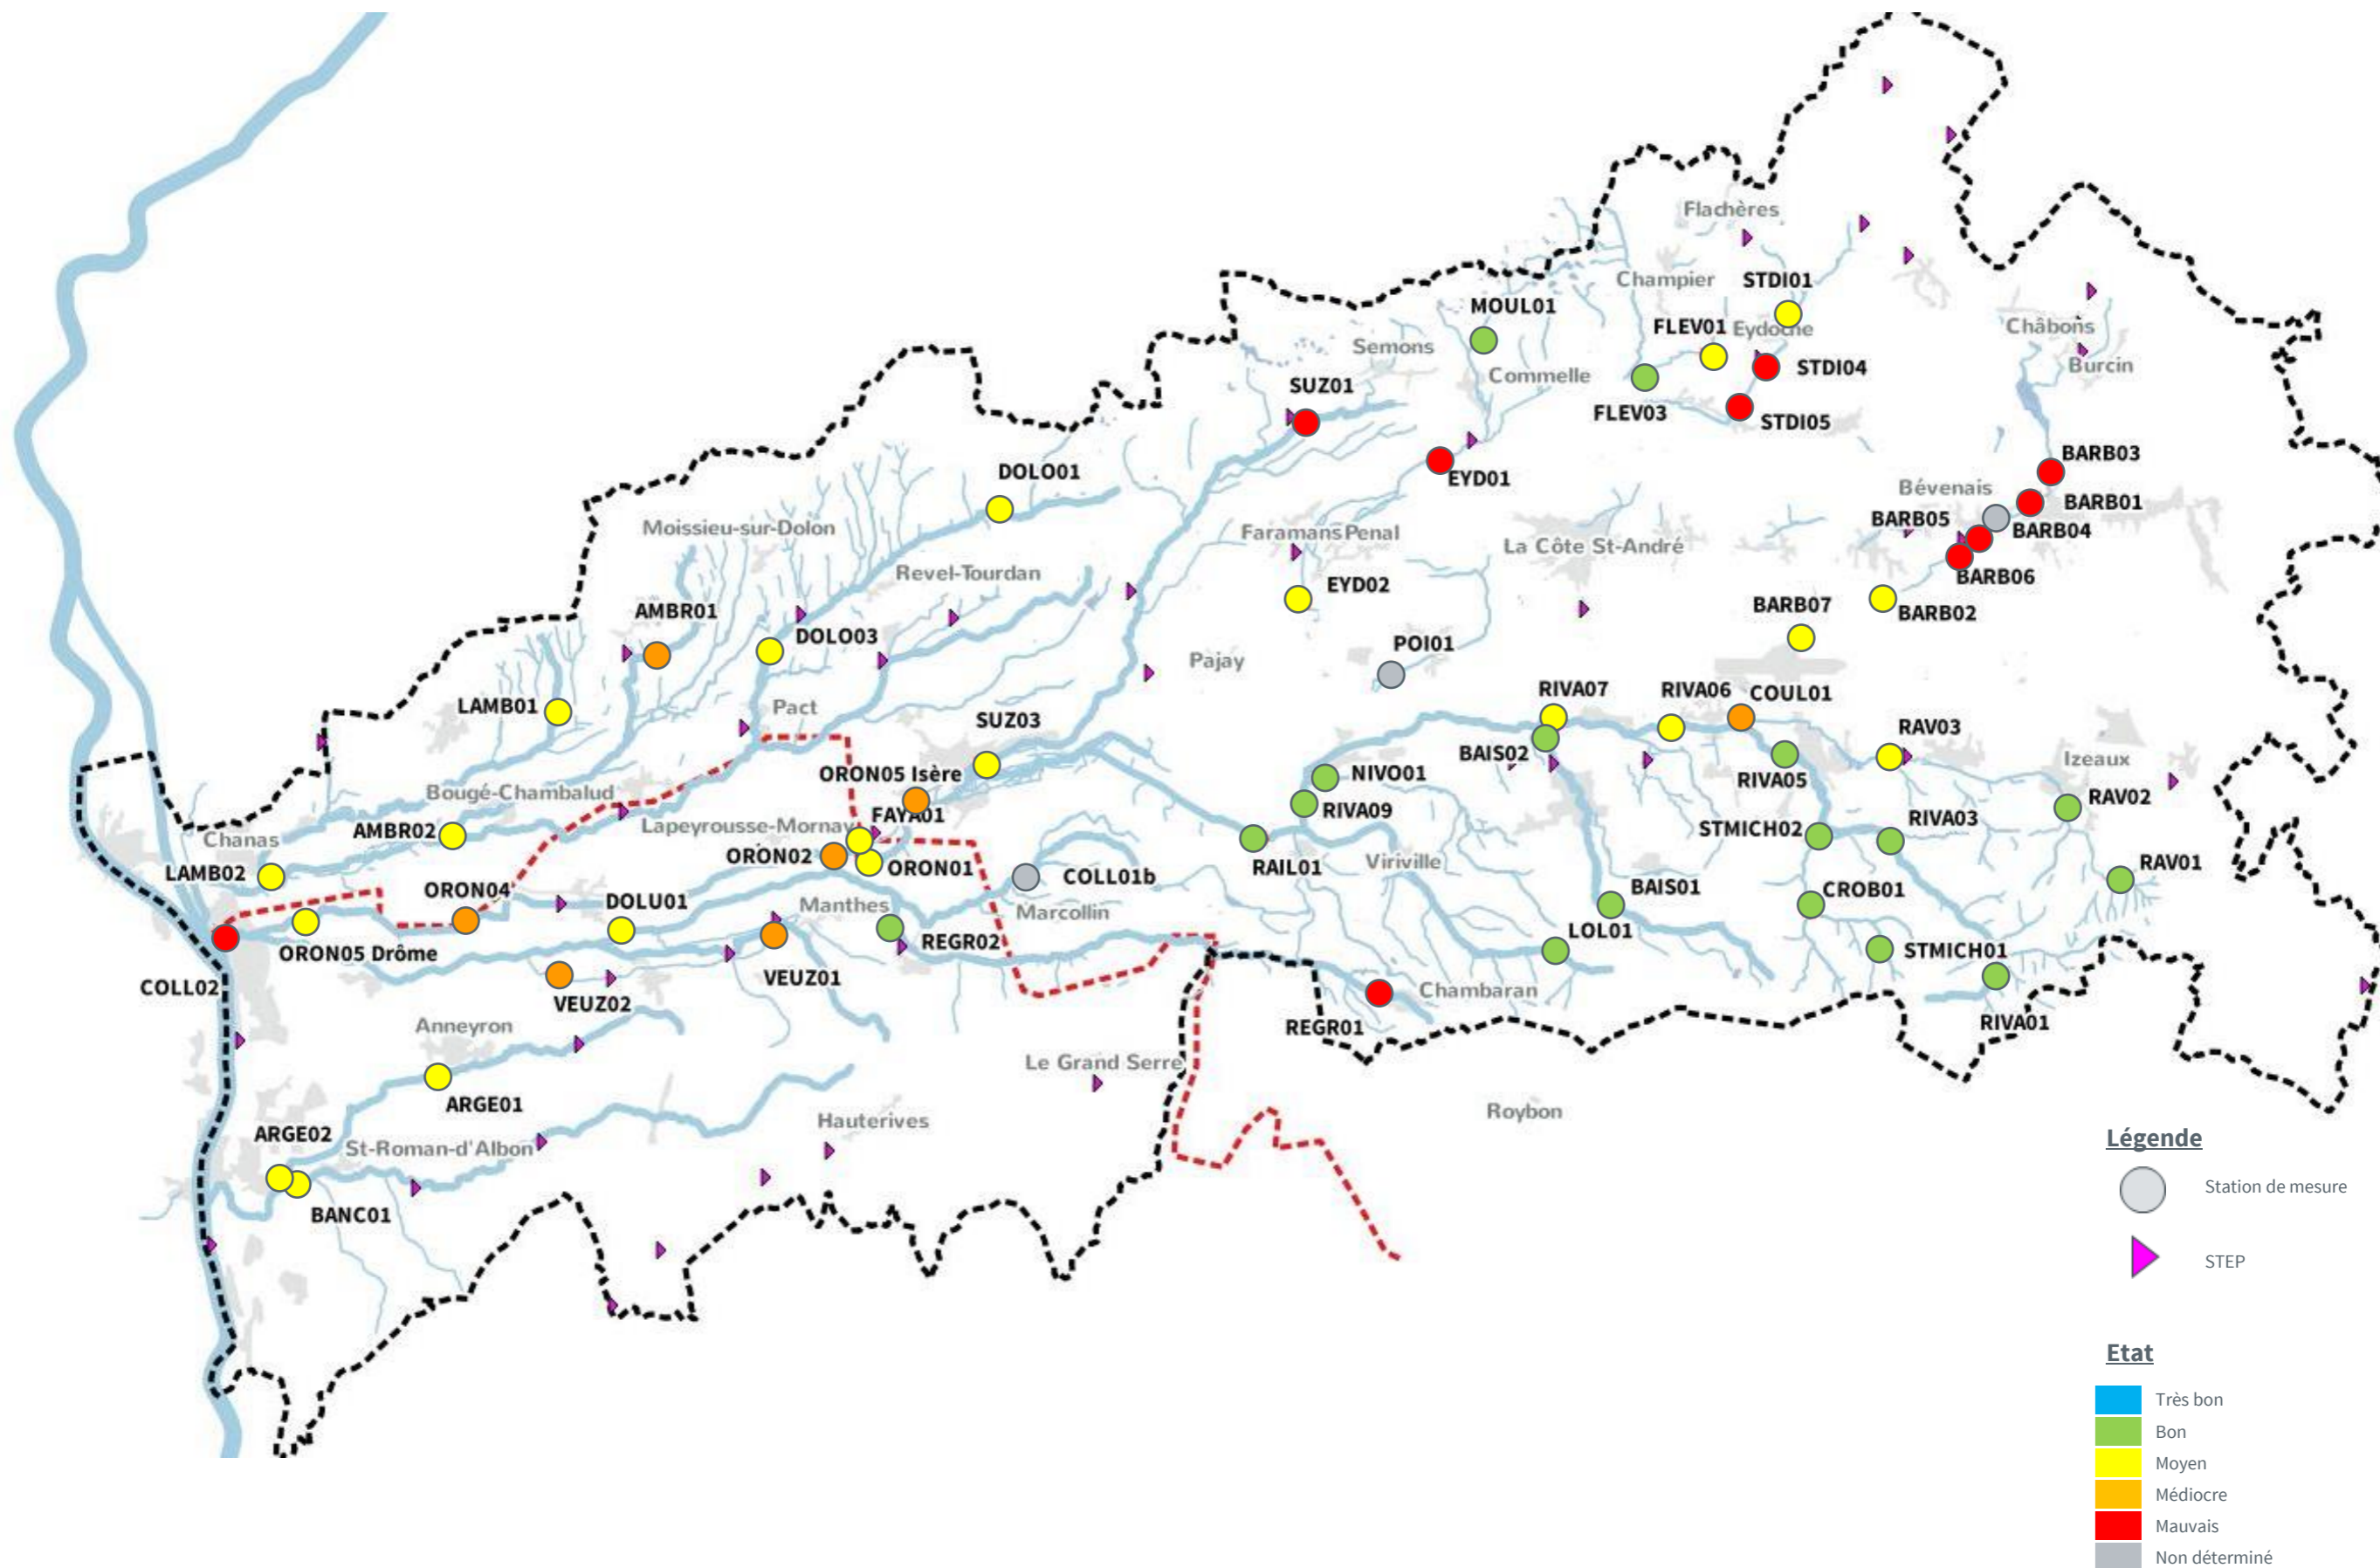 Flachères
Champier
STDI01
MOUL01
FLEV01
Eydoche
Châbons
Semons
Burcin
Commelle
STDI04
SUZ01
FLEV03
STDI05
BARB03
DOLO01
EYD01
Bévenais
BARB01
Moissieu-sur-Dolon
BARB05
Faramans
Penal
BARB04
La Côte St-André
Revel-Tourdan
BARB06
EYD02
AMBR01
BARB07
BARB02
DOLO03
POI01
Pajay
LAMB01
RIVA07
RIVA06
COUL01
Pact
SUZ03
RAV03
BAIS02
Izeaux
ORON05 Isère
NIVO01
RIVA05
Bougé-Chambalud
RAV02
FAYA01
RIVA09
RIVA03
Lapeyrousse-Mornay
AMBR02
STMICH02
Chanas
ORON02
Viriville
RAV01
LAMB02
ORON01
RAIL01
COLL01b
ORON04
BAIS01
CROB01
DOLU01
Manthes
Marcollin
LOL01
REGR02
STMICH01
ORON05 Drôme
VEUZ01
COLL02
Chambaran
VEUZ02
REGR01
RIVA01
Anneyron
Le Grand Serre
ARGE01
Roybon
Hauterives
ARGE02
St-Roman-d'Albon
BANC01
Légende
Station de mesure
STEP
Etat
Très bon
Bon
Moyen
Médiocre
Mauvais
Non déterminé